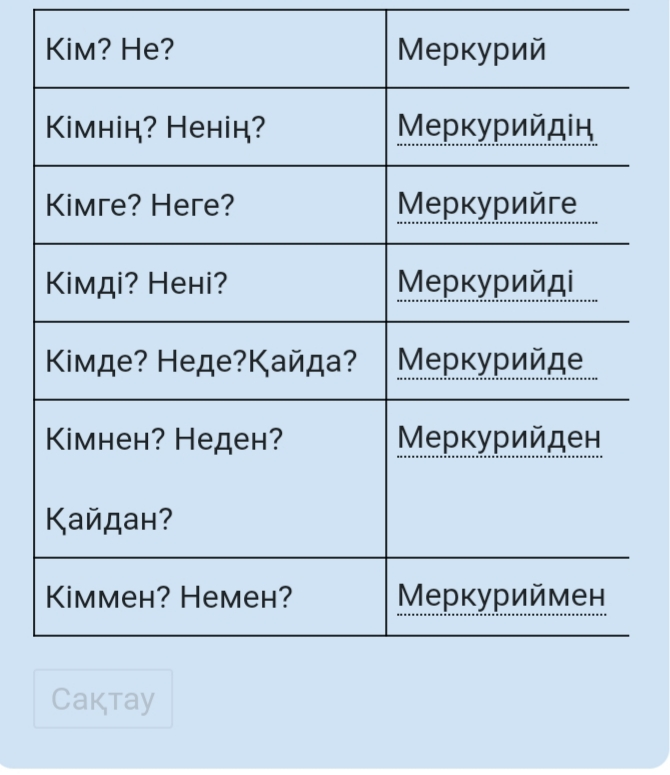 Кім? Не? Меркурий
Кімнің? Ненің? Меркурийдің
Кімге? Неге? Меркурийге
Кімді? Нені? Меркурийді
Кімде? Неде?Қайда? Меркурийде
Кімнен? Неден? Меркурийден
Қайдан?
Кіммен? Немен? Меркуриймен
Сақтау